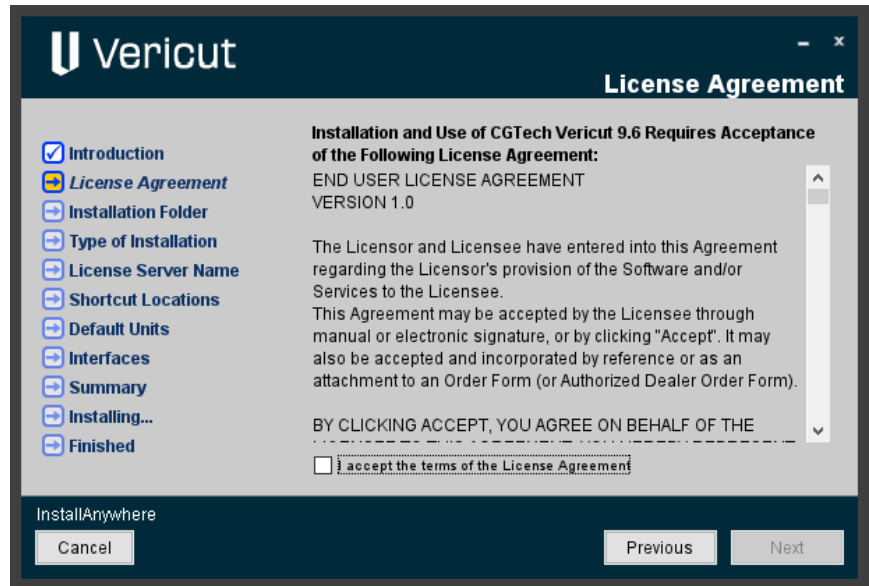 Vericut
License Agreement
Introduction
License Agreement
Installation Folder
Type of Installation
License Server Name
Shortcut Locations
Default Units
Interfaces
Summary
Installing...
Finished
Installation and Use of CGTech Vericut 9.6 Requires Acceptance
of the Following License Agreement:
END USER LICENSE AGREEMENT
VERSION 1.0
The Licensor and Licensee have entered into this Agreement
regarding the Licensor's provision of the Software and/or
Services to the Licensee.
This Agreement may be accepted by the Licensee through
manual or electronic signature, or by clicking "Accept". It may
also be accepted and incorporated by reference or as an
attachment to an Order Form (or Authorized Dealer Order Form).
BY CLICKING ACCEPT, YOU AGREE ON BEHALF OF THE
I accept the terms of the License Agreement
InstallAnywhere
Cancel
Previous
Next